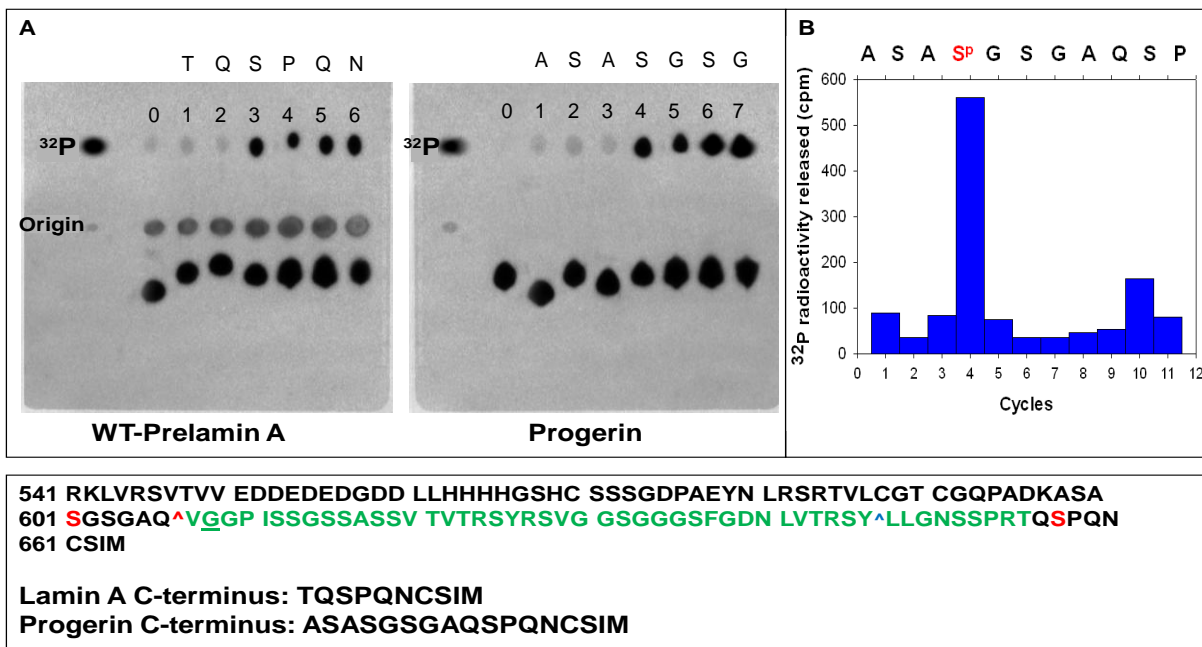 A
T Q S P Q N
0 1 2 3 4 5 6
³²P
Origin
WT-Prelamin A
A S A S G S G
0 1 2 3 4 5 6 7
³²P
Progerin
B
A S A Sᵖ G S G A Q S P
600
500
400
300
200
100
0
³²P radioactivity released (cpm)
0 1 2 3 4 5 6 7 8 9 10 11 12
Cycles
541 RKLVRSVTVV EDDEDEDGDD LLHHHHGSHC SSSGDPAEYN LRSRTVLCGT CGQPADKASA
601 SGSGAQ^VGGP ISSGSSASSV TVTRSYRSVG GSGGGSFGDN LVTRSY^LLGNSSPRTQSPQN
661 CSIM
Lamin A C-terminus: TQSPQNCSIM
Progerin C-terminus: ASASGSGAQSPQNCSIM